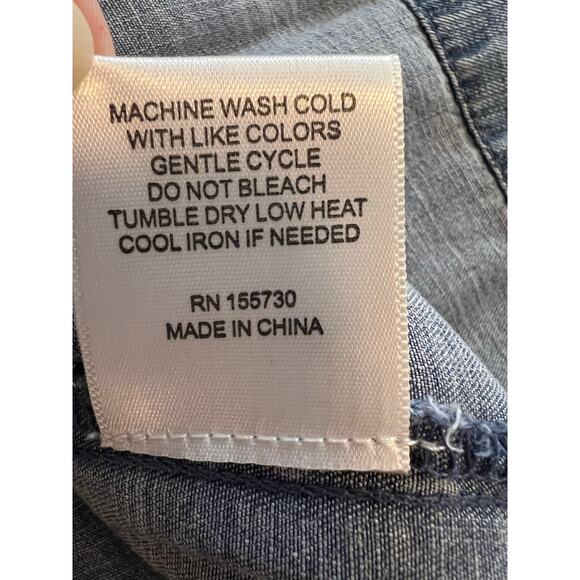 MACHINE WASH COLD
WITH LIKE COLORS
GENTLE CYCLE
DO NOT BLEACH
TUMBLE DRY LOW HEAT
COOL IRON IF NEEDED
RN 155730
MADE IN CHINA